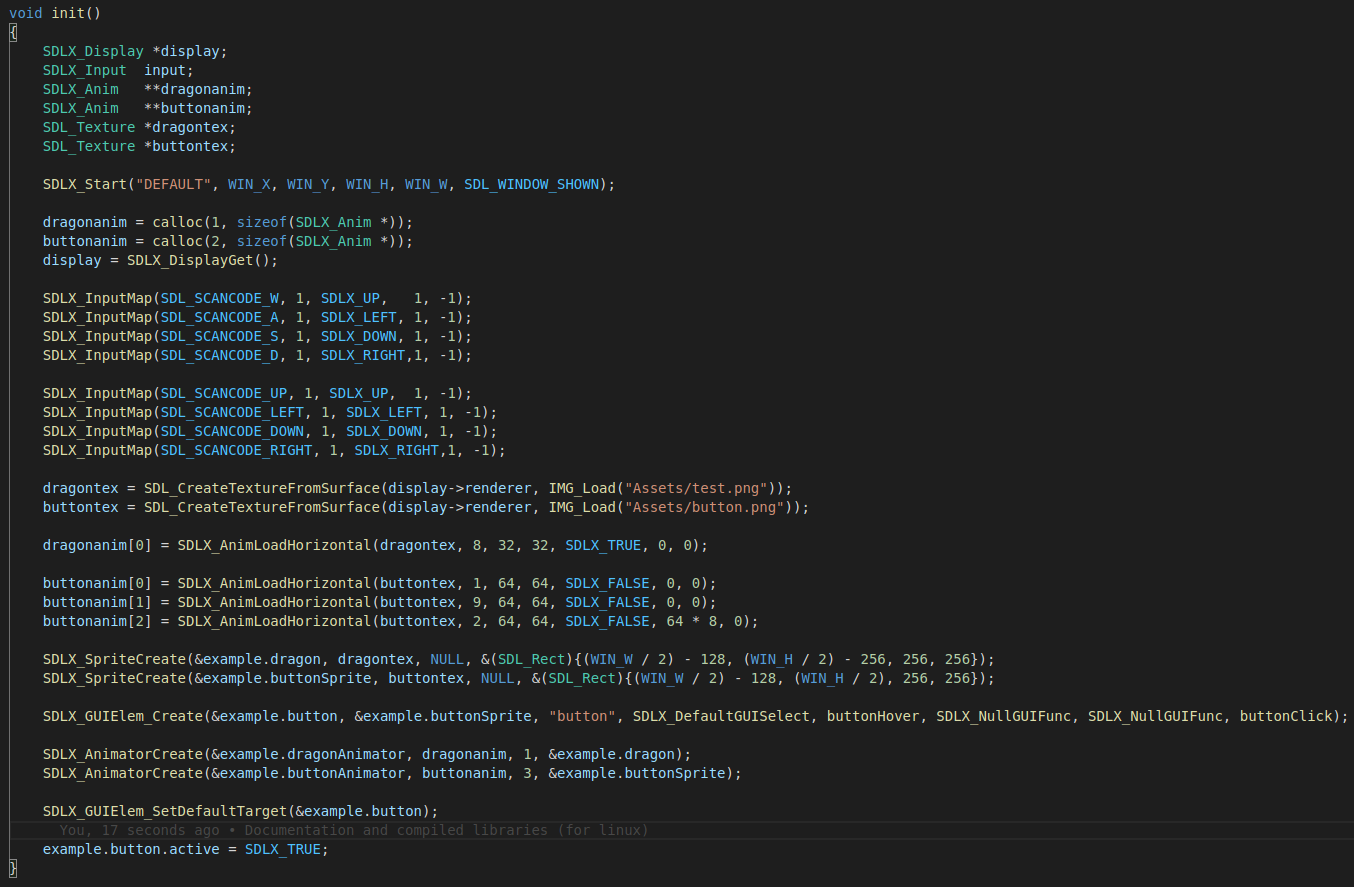 void init()
{
    SDLX_Display *display;
    SDLX_Input  input;
    SDLX_Anim   **dragonanim;
    SDLX_Anim   **buttonanim;
    SDL_Texture *dragontex;
    SDL_Texture *buttontex;

    SDLX_Start("DEFAULT", WIN_X, WIN_Y, WIN_H, WIN_W, SDL_WINDOW_SHOWN);

    dragonanim = calloc(1, sizeof(SDLX_Anim *));
    buttonanim = calloc(2, sizeof(SDLX_Anim *));
    display = SDLX_DisplayGet();

    SDLX_InputMap(SDL_SCANCODE_W, 1, SDLX_UP,   1, -1);
    SDLX_InputMap(SDL_SCANCODE_A, 1, SDLX_LEFT, 1, -1);
    SDLX_InputMap(SDL_SCANCODE_S, 1, SDLX_DOWN, 1, -1);
    SDLX_InputMap(SDL_SCANCODE_D, 1, SDLX_RIGHT,1, -1);

    SDLX_InputMap(SDL_SCANCODE_UP, 1, SDLX_UP,   1, -1);
    SDLX_InputMap(SDL_SCANCODE_LEFT, 1, SDLX_LEFT, 1, -1);
    SDLX_InputMap(SDL_SCANCODE_DOWN, 1, SDLX_DOWN, 1, -1);
    SDLX_InputMap(SDL_SCANCODE_RIGHT, 1, SDLX_RIGHT,1, -1);

    dragontex = SDL_CreateTextureFromSurface(display->renderer, IMG_Load("Assets/test.png"));
    buttontex = SDL_CreateTextureFromSurface(display->renderer, IMG_Load("Assets/button.png"));

    dragonanim[0] = SDLX_AnimLoadHorizontal(dragontex, 8, 32, 32, SDLX_TRUE, 0, 0);

    buttonanim[0] = SDLX_AnimLoadHorizontal(buttontex, 1, 64, 64, SDLX_FALSE, 0, 0);
    buttonanim[1] = SDLX_AnimLoadHorizontal(buttontex, 9, 64, 64, SDLX_FALSE, 0, 0);
    buttonanim[2] = SDLX_AnimLoadHorizontal(buttontex, 2, 64, 64, SDLX_FALSE, 64 * 8, 0);

    SDLX_SpriteCreate(&example.dragon, dragontex, NULL, &(SDL_Rect){(WIN_W / 2) - 128, (WIN_H / 2) - 256, 256, 256});
    SDLX_SpriteCreate(&example.buttonSprite, buttontex, NULL, &(SDL_Rect){(WIN_W / 2) - 128, (WIN_H / 2), 256, 256});

    SDLX_GUIElem_Create(&example.button, &example.buttonSprite, "button", SDLX_DefaultGUISelect, buttonHover, SDLX_NullGUIFunc, SDLX_NullGUIFunc, buttonClick);

    SDLX_AnimatorCreate(&example.dragonAnimator, dragonanim, 1, &example.dragon);
    SDLX_AnimatorCreate(&example.buttonAnimator, buttonanim, 3, &example.buttonSprite);

    SDLX_GUIElem_SetDefaultTarget(&example.button);
      You, 17 seconds ago • Documentation and compiled libraries (for linux)
    example.button.active = SDLX_TRUE;
}